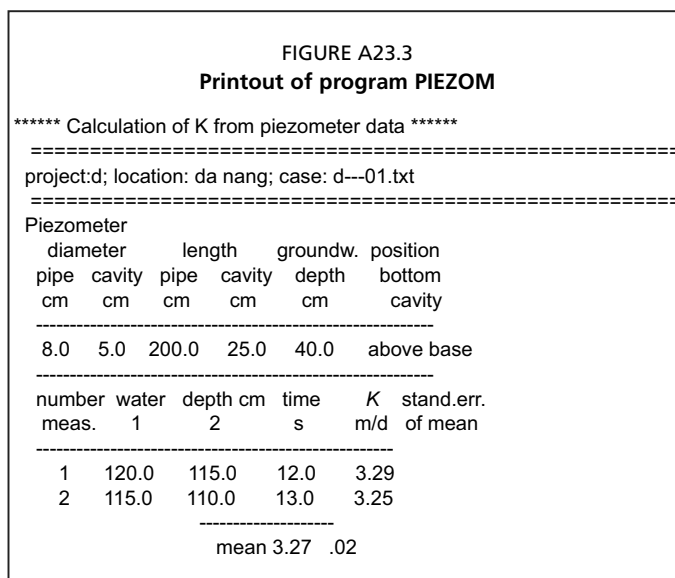 FIGURE A23.3
Printout of program PIEZOM
****** Calculation of K from piezometer data ******
======================================================
project:d; location: da nang; case: d---01.txt
======================================================
Piezometer
diameter length groundw. position
pipe cavity pipe cavity depth bottom
cm cm cm cm cm cavity
------------------------------------------------------------
8.0 5.0 200.0 25.0 40.0 above base
------------------------------------------------------------
number water depth cm time K stand.err.
meas. 1 2 s m/d of mean
------------------------------------------------------
1 120.0 115.0 12.0 3.29
2 115.0 110.0 13.0 3.25
--------------------
mean 3.27 .02